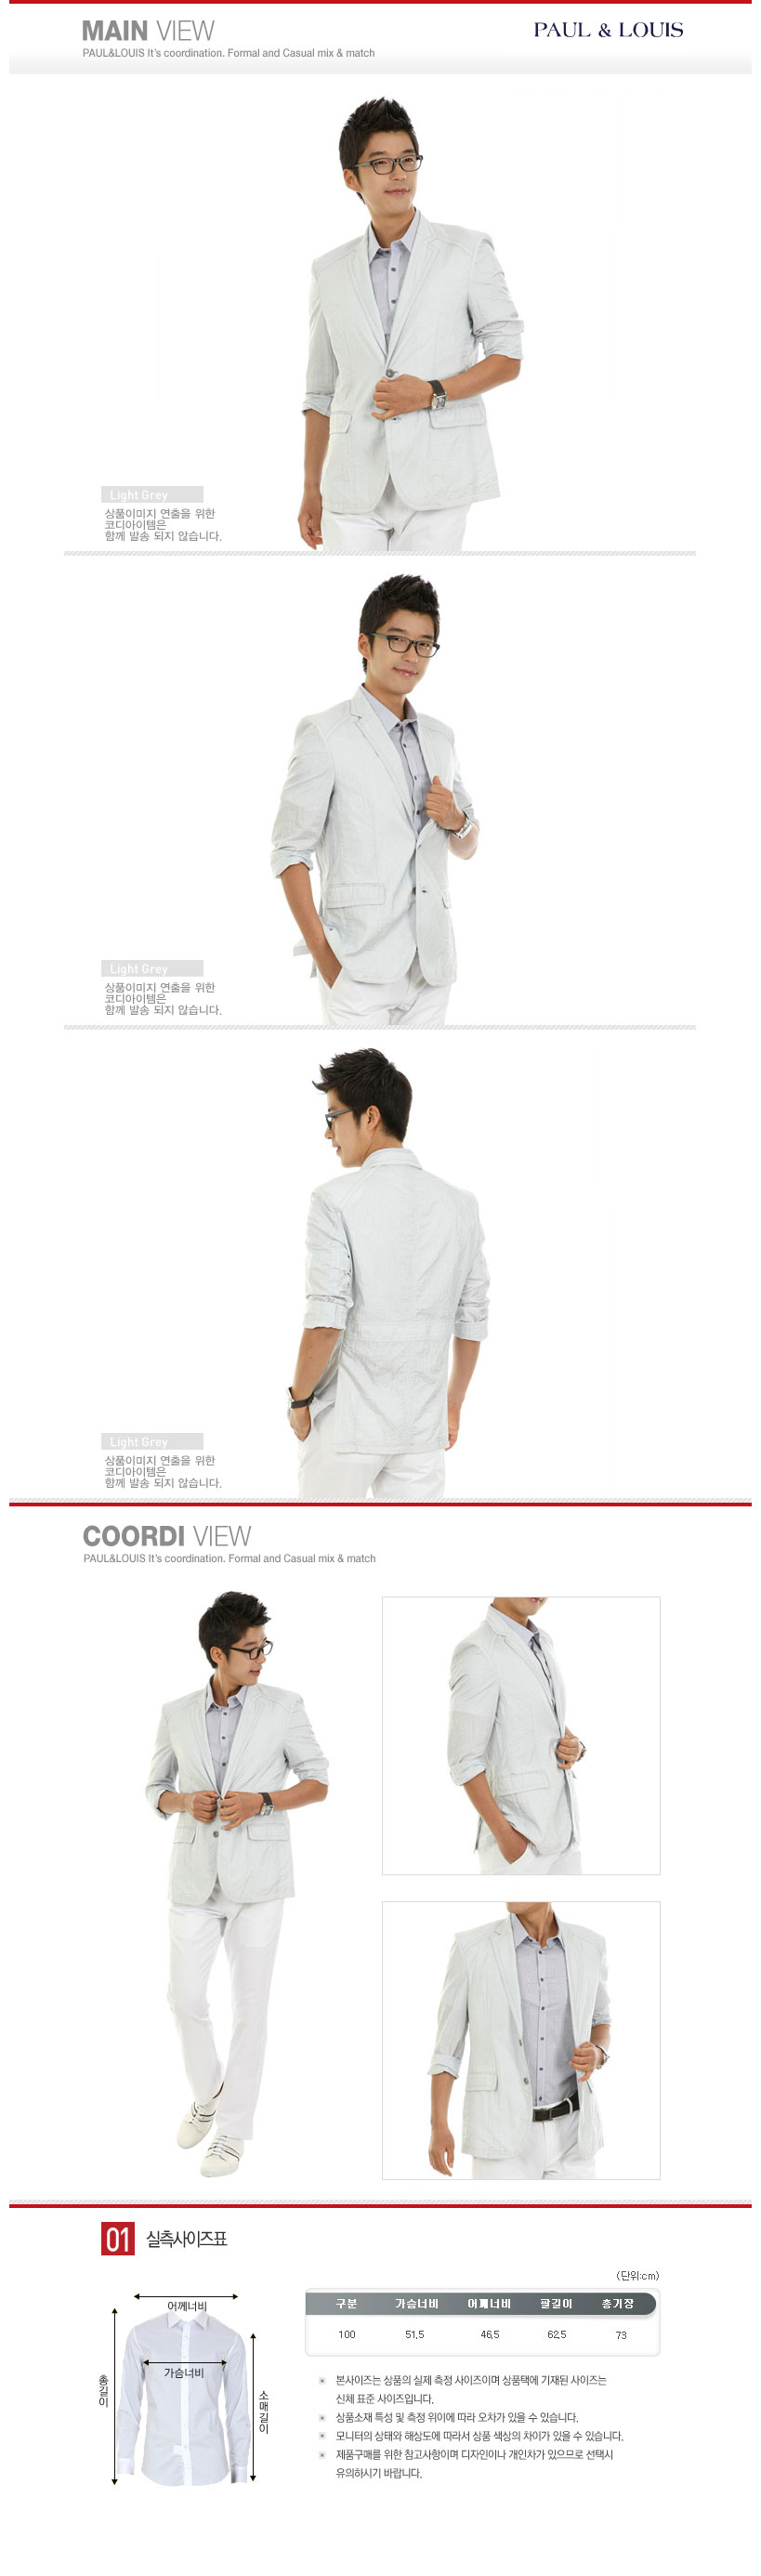 MAIN VIEW
PAUL & LOUIS
PAUL&LOUIS It's coordination. Formal and Casual mix & match
Light Grey
상품이미지 연출을 위한
코디아이템은
함께 발송 되지 않습니다.
Light Grey
상품이미지 연출을 위한
코디아이템은
함께 발송 되지 않습니다.
Light Grey
상품이미지 연출을 위한
코디아이템은
함께 발송 되지 않습니다.
COORDI VIEW
PAUL&LOUIS It's coordination. Formal and Casual mix & match
01 실측사이즈표
(단위:cm)
어께너비
가슴너비
총길이
소매길이
구분 가슴너비 어깨너비 팔길이 총기장
100 51,5 46,5 62,5 73
본사이즈는 상품의 실제 측정 사이즈이며 상품택에 기재된 사이즈는
신체 표준 사이즈입니다.
상품소재 특성 및 측정 위이에 따라 오차가 있을 수 있습니다.
모니터의 상태와 해상도에 따라서 상품 색상의 차이가 있을 수 있습니다.
제품구매를 위한 참고사항이며 디자인이나 개인차가 있으므로 선택시
유의하시기 바랍니다.